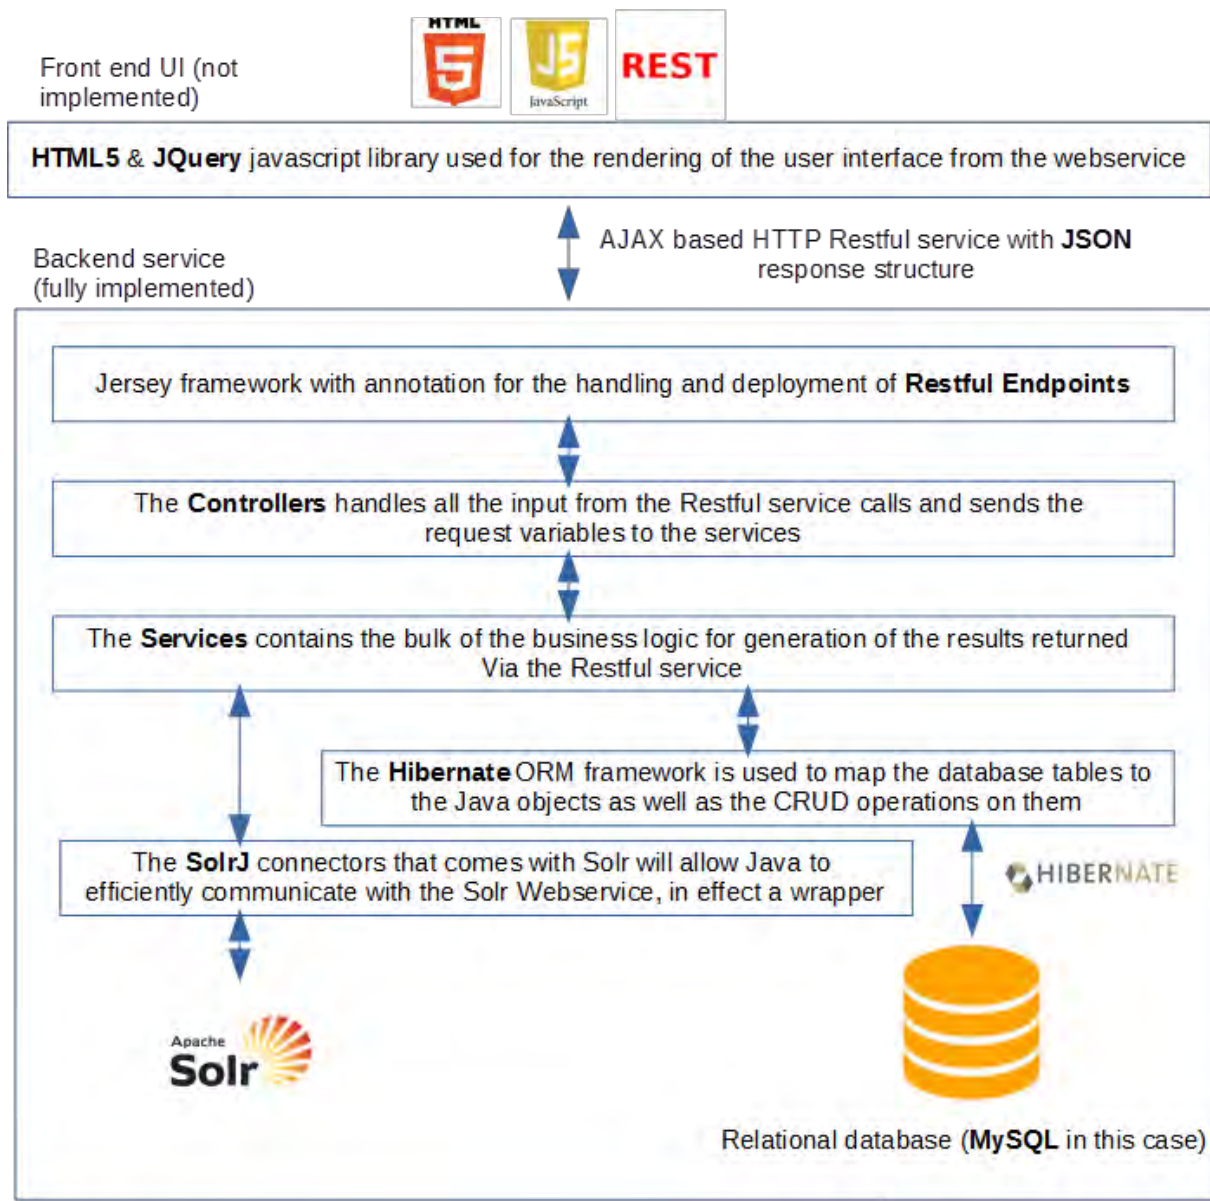 HTML
5
JS
JavaScript
REST
Front end UI (not
implemented)
HTML5 & JQuery javascript library used for the rendering of the user interface from the webservice
AJAX based HTTP Restful service with JSON
response structure
Backend service
(fully implemented)
Jersey framework with annotation for the handling and deployment of Restful Endpoints
The Controllers handles all the input from the Restful service calls and sends the
request variables to the services
The Services contains the bulk of the business logic for generation of the results returned
Via the Restful service
The Hibernate ORM framework is used to map the database tables to
the Java objects as well as the CRUD operations on them
The SolrJ connectors that comes with Solr will allow Java to
efficiently communicate with the Solr Webservice, in effect a wrapper
HIBERNATE
Apache
Solr
Relational database (MySQL in this case)